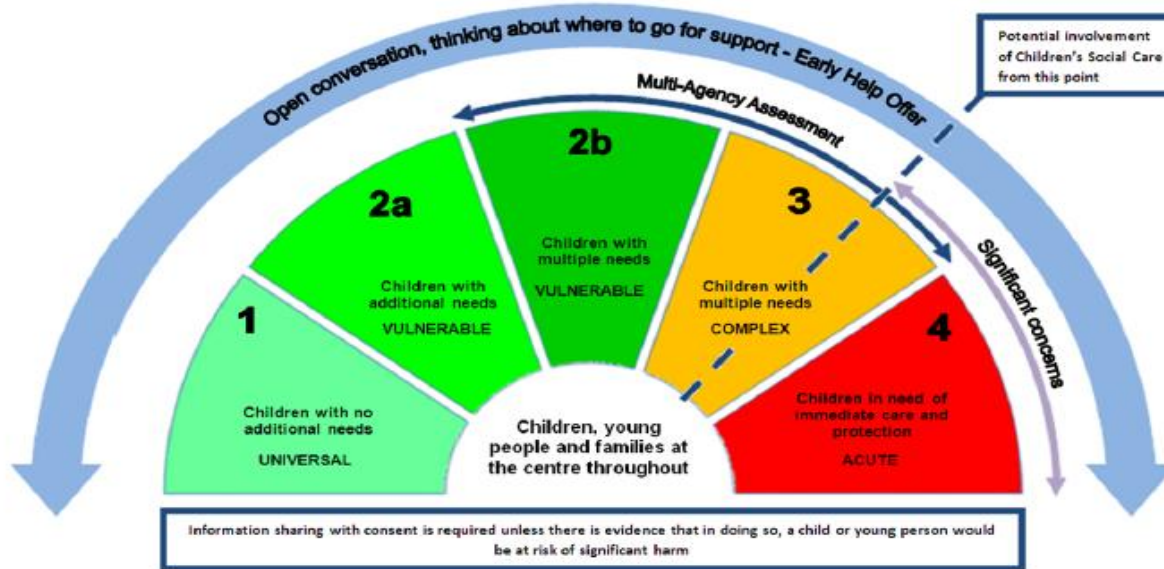 Open conversation, thinking about where to go for support - Early Help Offer
Potential involvement
of Children's Social Care
from this point
Multi-Agency Assessment
Significant concerns
1
Children with no
additional needs
UNIVERSAL
2a
Children with
additional needs
VULNERABLE
2b
Children with
multiple needs
VULNERABLE
3
Children with
multiple needs
COMPLEX
4
Children in need of
immediate care and
protection
ACUTE
Children, young
people and families at
the centre throughout
Information sharing with consent is required unless there is evidence that in doing so, a child or young person would
be at risk of significant harm